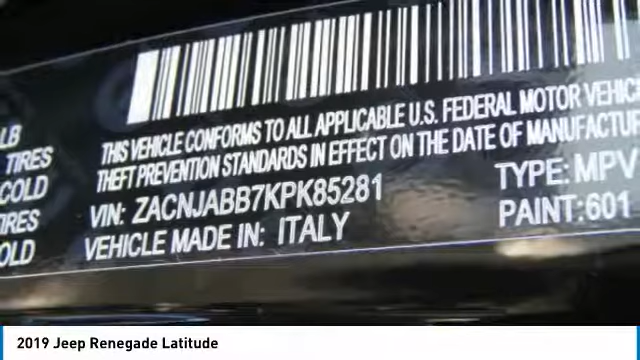 LB
TIRES
COLD
TIRES
OLD
THIS VEHICLE CONFORMS TO ALL APPLICABLE U.S. FEDERAL MOTOR VEHIC
THEFT PREVENTION STANDARDS IN EFFECT ON THE DATE OF MANUFACTU
VIN: ZACNJABB7KPK85281
TYPE: MPV
VEHICLE MADE IN: ITALY
PAINT:601
2019 Jeep Renegade Latitude